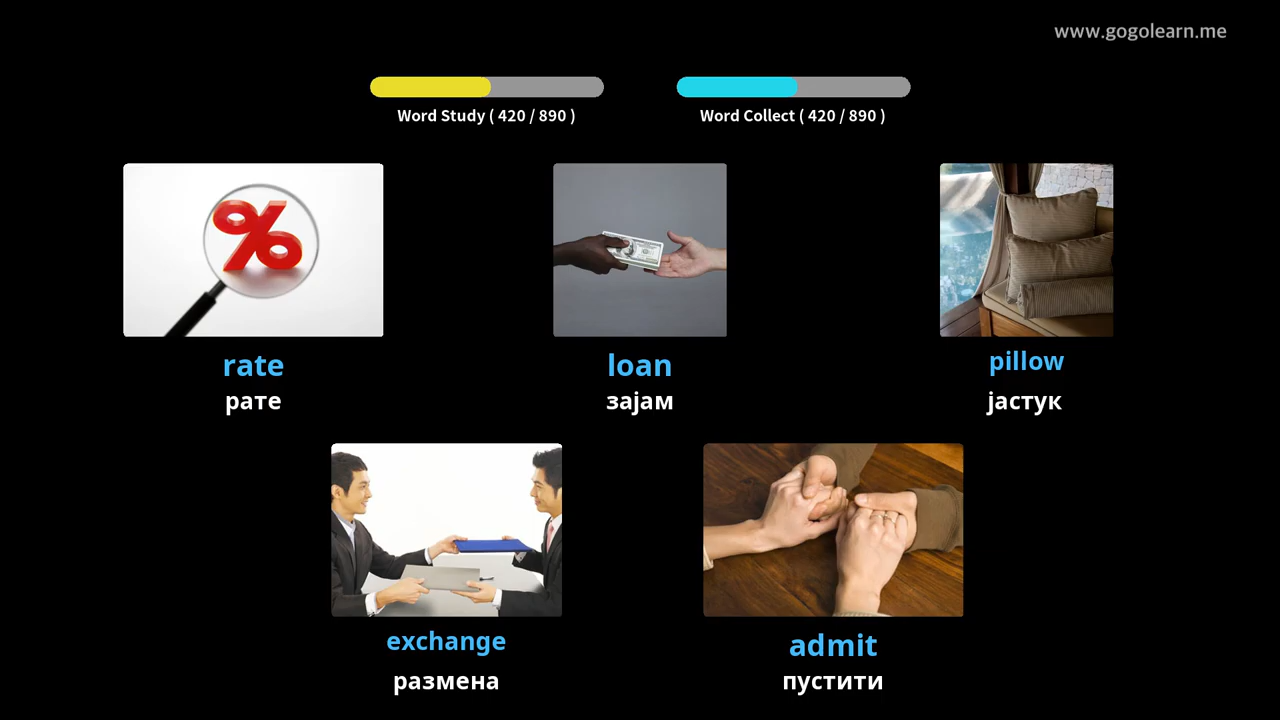 www.gogolearn.me
Word Study ( 420 / 890 )
Word Collect ( 420 / 890 )
rate
рате
loan
зајам
pillow
јастук
exchange
размена
admit
пустити